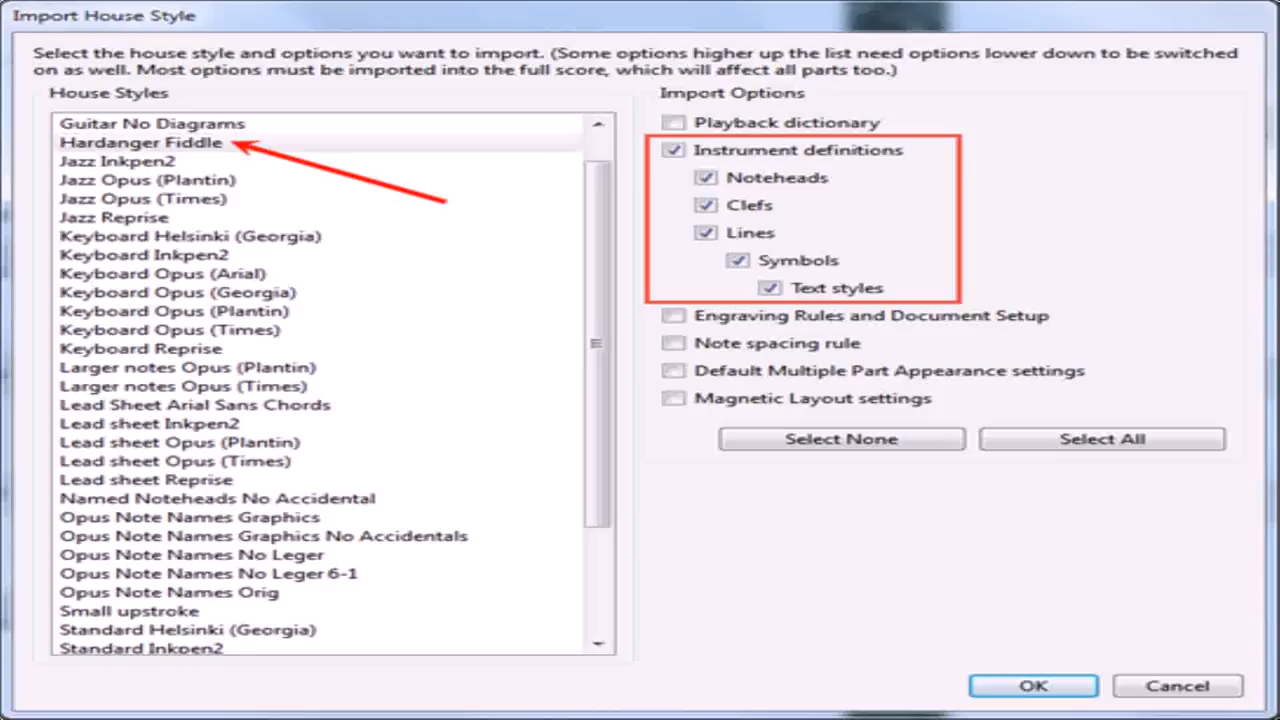 Import House Style
Select the house style and options you want to import. (Some options higher up the list need options lower down to be switched
on as well. Most options must be imported into the full score, which will affect all parts too.)
House Styles
Guitar No Diagrams
Hardanger Fiddle
Jazz Inkpen2
Jazz Opus (Plantin)
Jazz Opus (Times)
Jazz Reprise
Keyboard Helsinki (Georgia)
Keyboard Inkpen2
Keyboard Opus (Arial)
Keyboard Opus (Georgia)
Keyboard Opus (Plantin)
Keyboard Opus (Times)
Keyboard Reprise
Larger notes Opus (Plantin)
Larger notes Opus (Times)
Lead Sheet Arial Sans Chords
Lead sheet Inkpen2
Lead sheet Opus (Plantin)
Lead sheet Opus (Times)
Lead sheet Reprise
Named Noteheads No Accidental
Opus Note Names Graphics
Opus Note Names Graphics No Accidentals
Opus Note Names No Leger
Opus Note Names No Leger 6-1
Opus Note Names Orig
Small upstroke
Standard Helsinki (Georgia)
Standard Inkpen2
Import Options
Playback dictionary
Instrument definitions
Noteheads
Clefs
Lines
Symbols
Text styles
Engraving Rules and Document Setup
Note spacing rule
Default Multiple Part Appearance settings
Magnetic Layout settings
Select None
Select All
OK
Cancel